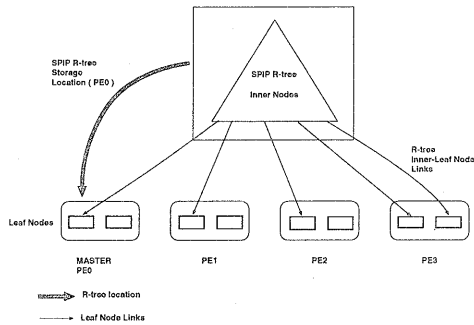 SPIP R-tree
Storage
Location ( PE0 )
SPIP R-tree
Inner Nodes
R-tree
Inner-Leaf Node
Links
Leaf Nodes
MASTER
PE0
PE1
PE2
PE3
R-tree location
Leaf Node Links